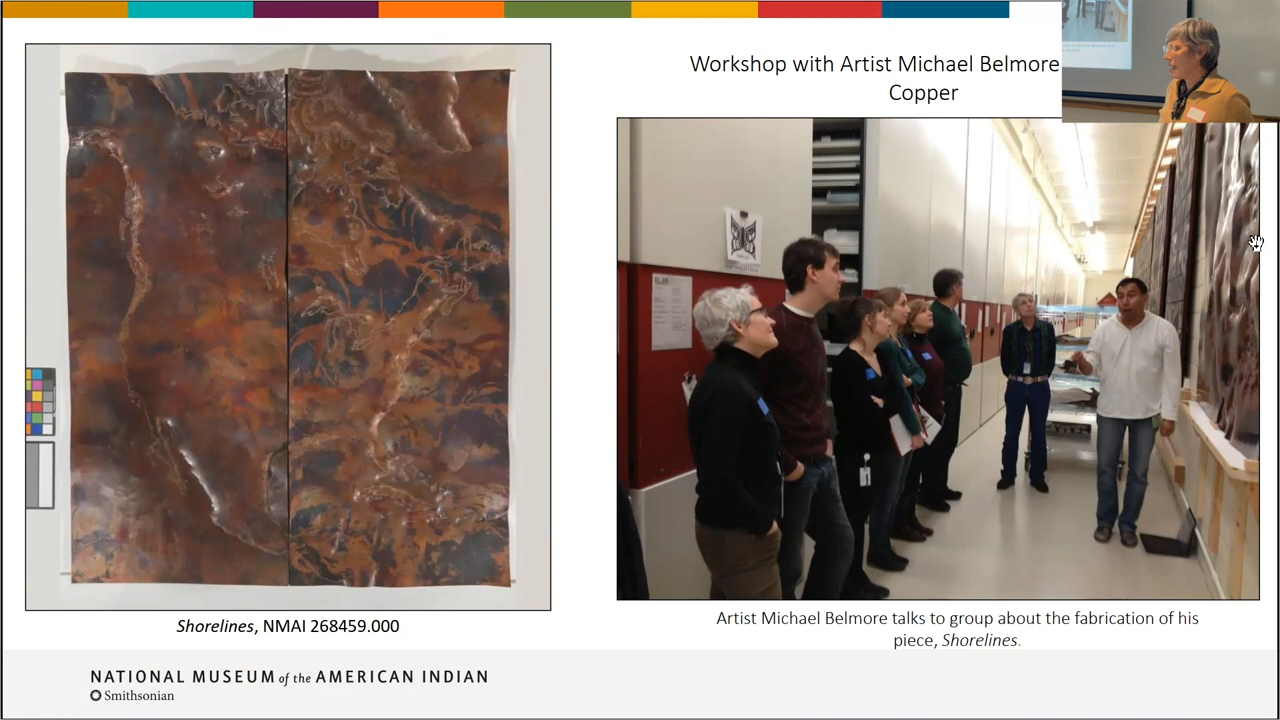 Workshop with Artist Michael Belmore
Copper
Shorelines, NMAI 268459.000
Artist Michael Belmore talks to group about the fabrication of his
piece, Shorelines.
NATIONAL MUSEUM of the AMERICAN INDIAN
Smithsonian